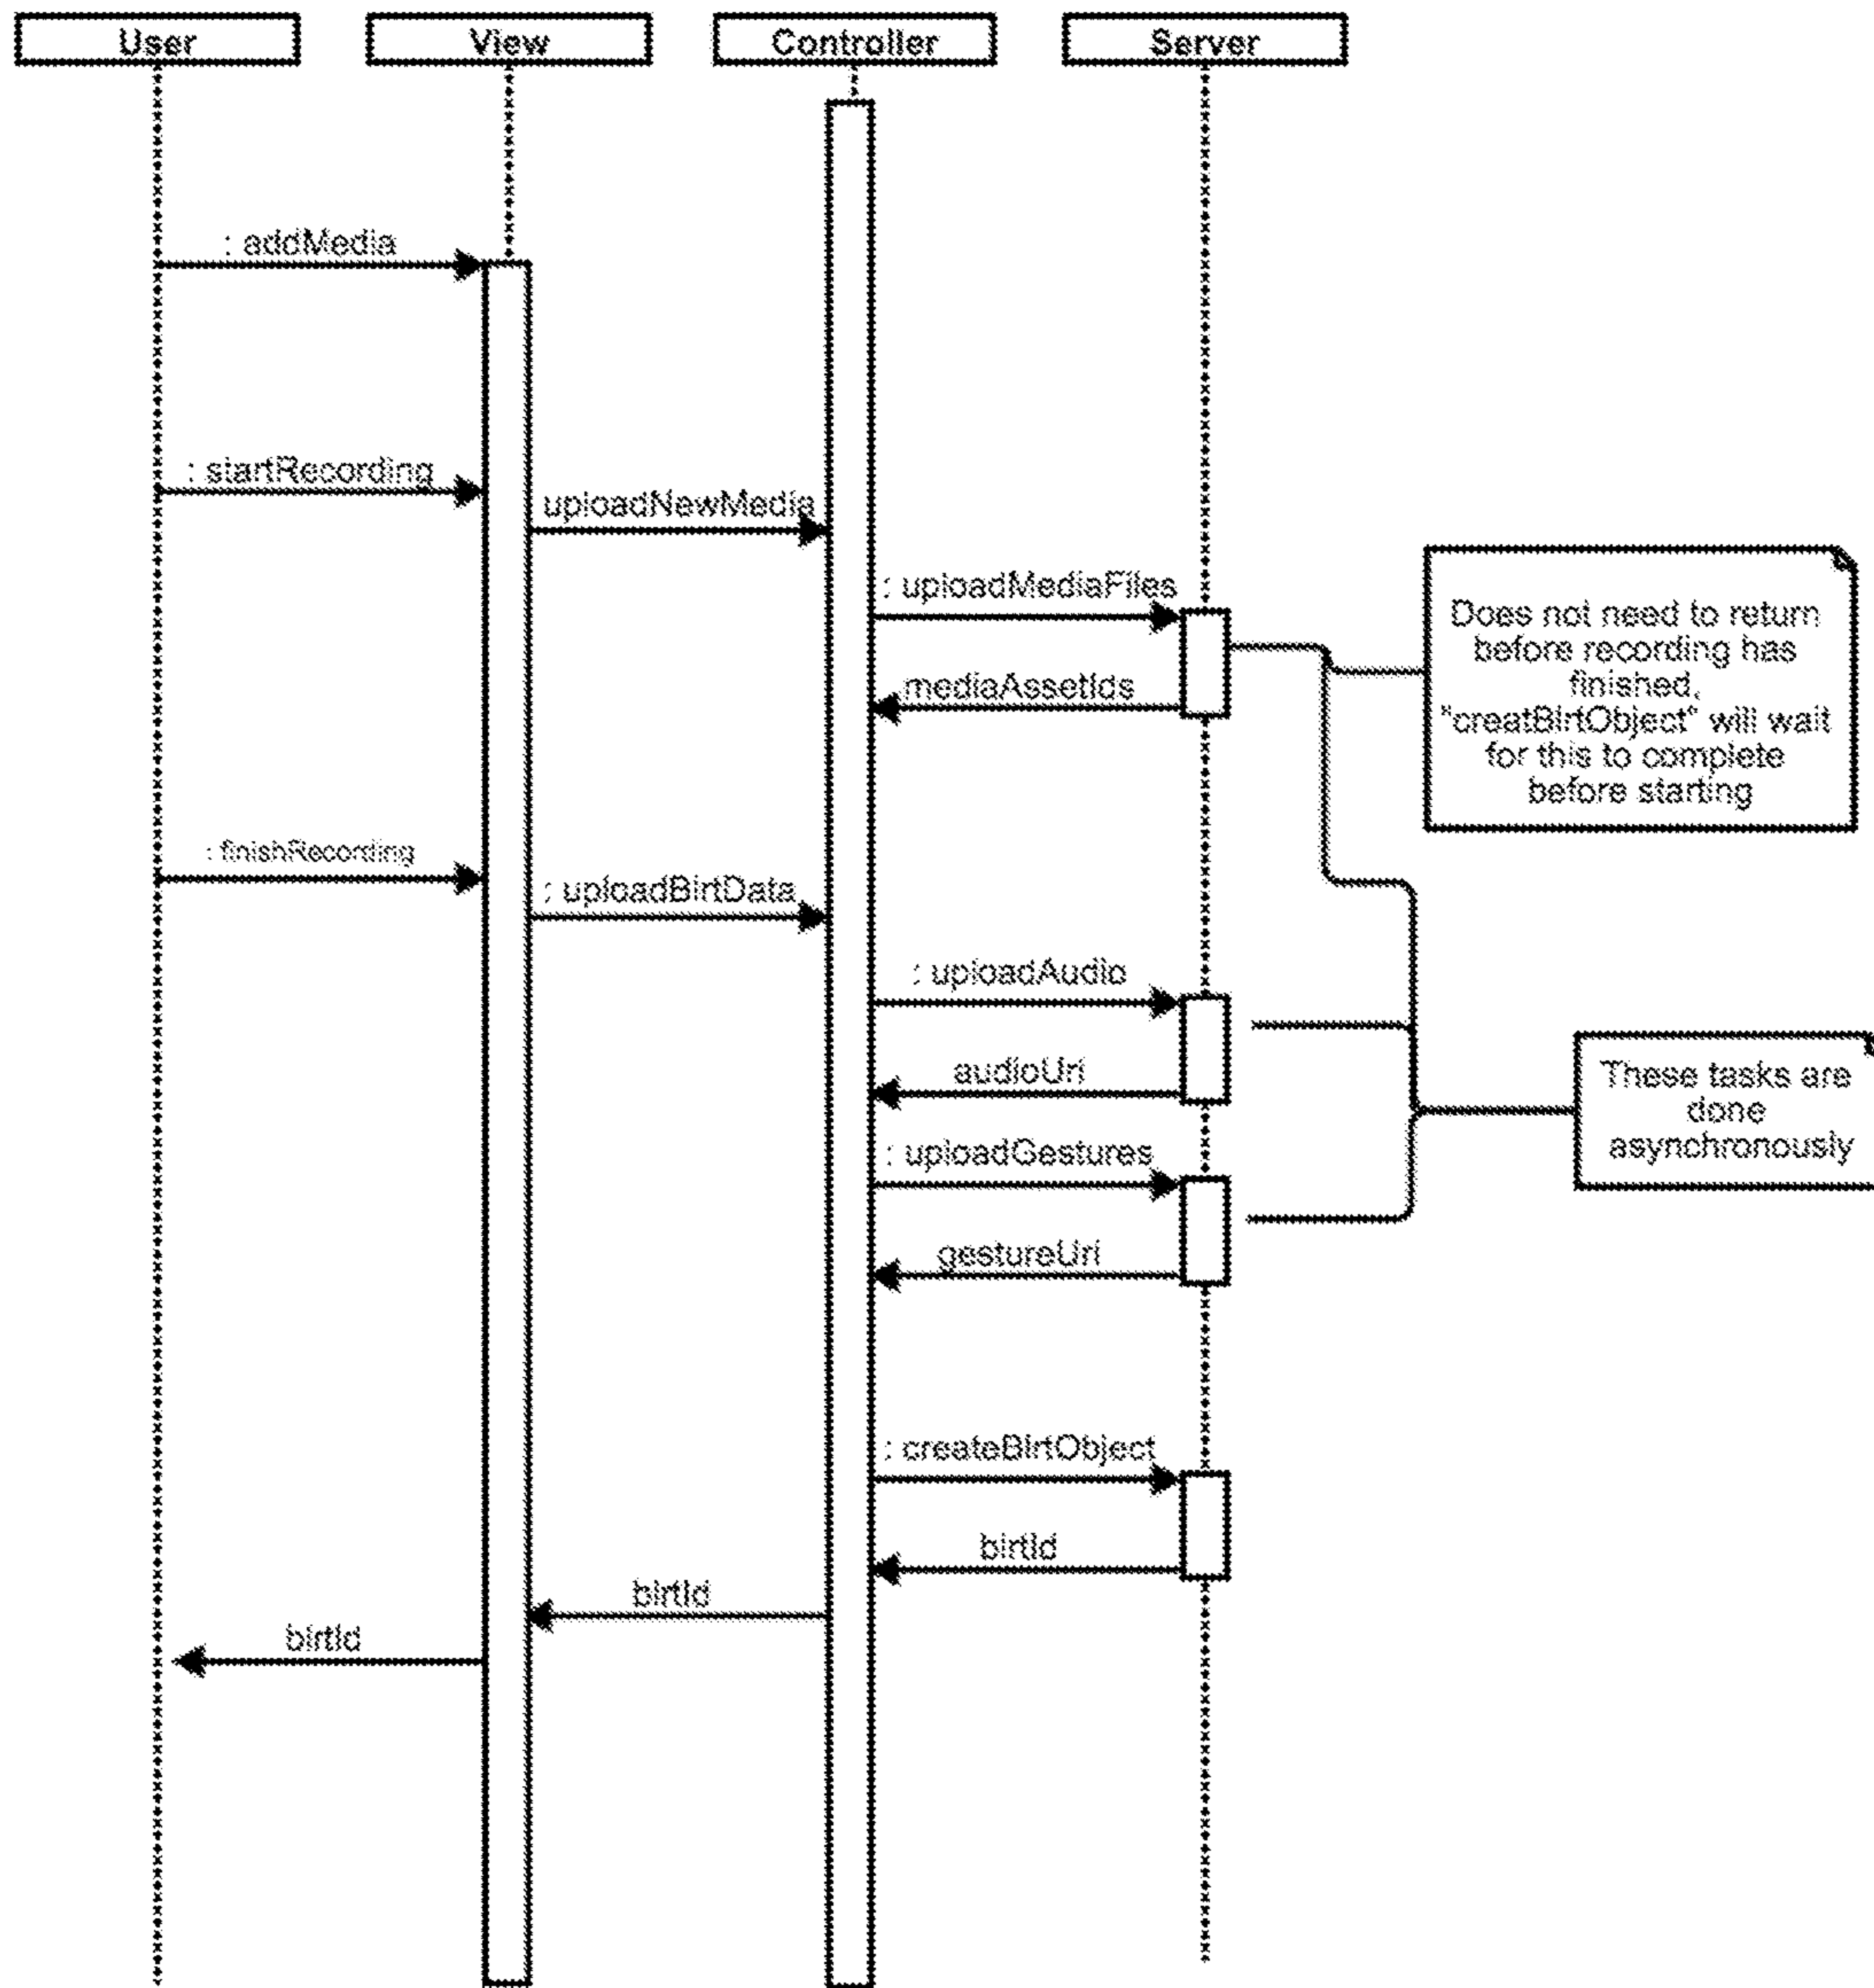 User
View
Controller
Server
: addMedia
: startRecording
uploadNewMedia
: uploadMediaFiles
Does not need to return
before recording has
finished.
"creatBirtObject" will wait
for this to complete
before starting
mediaAssetIds
: finishRecording
: uploadBirtData
: uploadAudio
audioUri
These tasks are
done
asynchronously
: uploadGestures
gestureUri
: createBirtObject
birtId
birtId
birtId